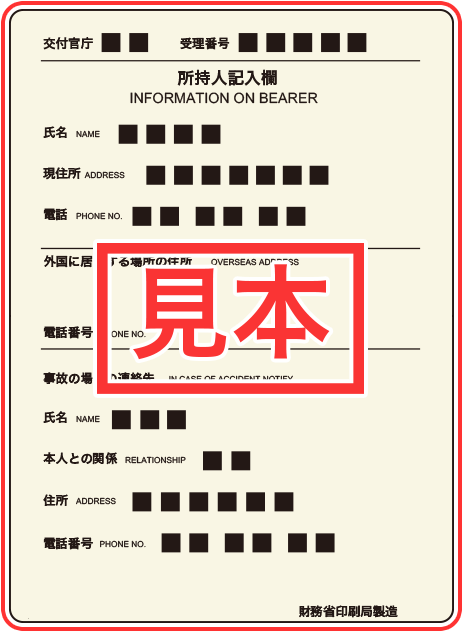 交付官庁 ■■ 受理番号 ■■■■■
所持人記入欄
INFORMATION ON BEARER
氏名 NAME ■■■■
現住所 ADDRESS ■■■■■■■
電話 PHONE NO. ■■ ■■ ■■
外国に居 する場所の住所 OVERSEAS ADDRESS
見本
電話番号 ONE NO.
事故の場 の連絡先 IN CASE OF ACCIDENT NOTIFY
氏名 NAME ■■■
本人との関係 RELATIONSHIP ■■
住所 ADDRESS ■■■■■■
電話番号 PHONE NO. ■■ ■■ ■■
財務省印刷局製造